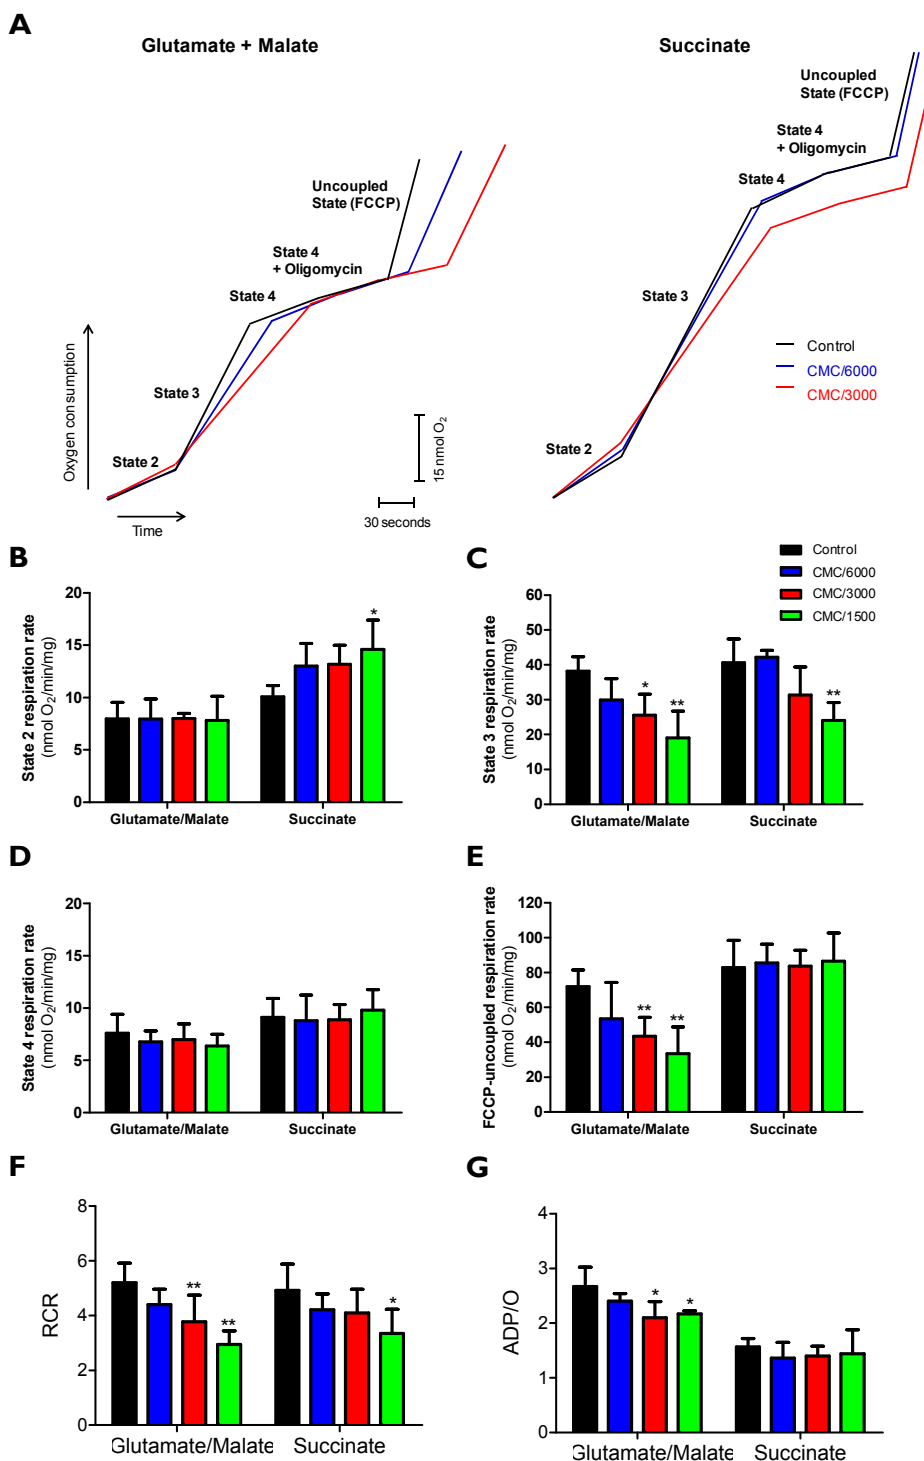 A
Glutamate + Malate
Succinate
Uncoupled
State (FCCP)
State 4
+ Oligomycin
State 4
State 3
State 2
Oxygen consumption
Time
15 nmol O2
30 seconds
Uncoupled
State (FCCP)
State 4
+ Oligomycin
State 4
State 3
State 2
Control
CMC/6000
CMC/3000
B
State 2 respiration rate
(nmol O2/min/mg)
20
15
10
5
0
*
Glutamate/Malate
Succinate
C
Control
CMC/6000
CMC/3000
CMC/1500
State 3 respiration rate
(nmol O2/min/mg)
60
50
40
30
20
10
0
*
**
**
Glutamate/Malate
Succinate
D
State 4 respiration rate
(nmol O2/min/mg)
20
15
10
5
0
Glutamate/Malate
Succinate
E
FCCP-uncoupled respiration rate
(nmol O2/min/mg)
120
100
80
60
40
20
0
**
**
Glutamate/Malate
Succinate
F
RCR
8
6
4
2
0
**
**
*
Glutamate/Malate
Succinate
G
ADP/O
4
3
2
1
0
*
*
Glutamate/Malate
Succinate